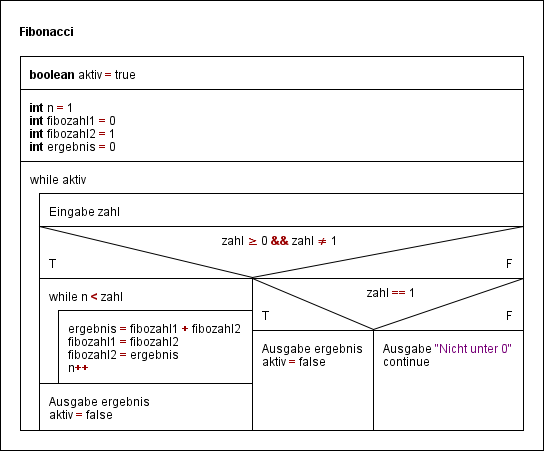 Fibonacci
boolean aktiv = true
int n = 1
int fibozahl1 = 0
int fibozahl2 = 1
int ergebnis = 0
while aktiv
Eingabe zahl
zahl ≥ 0 && zahl ≠ 1
T
F
while n < zahl
ergebnis = fibozahl1 + fibozahl2
fibozahl1 = fibozahl2
fibozahl2 = ergebnis
n++
Ausgabe ergebnis
aktiv = false
zahl == 1
T
F
Ausgabe ergebnis
aktiv = false
Ausgabe "Nicht unter 0"
continue